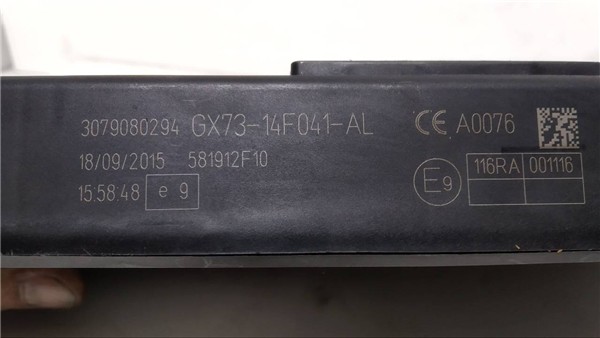 3079080294 GX73-14F041-AL CE A0076
18/09/2015 581912F10
15:58:48 e 9
E9 116RA 001116